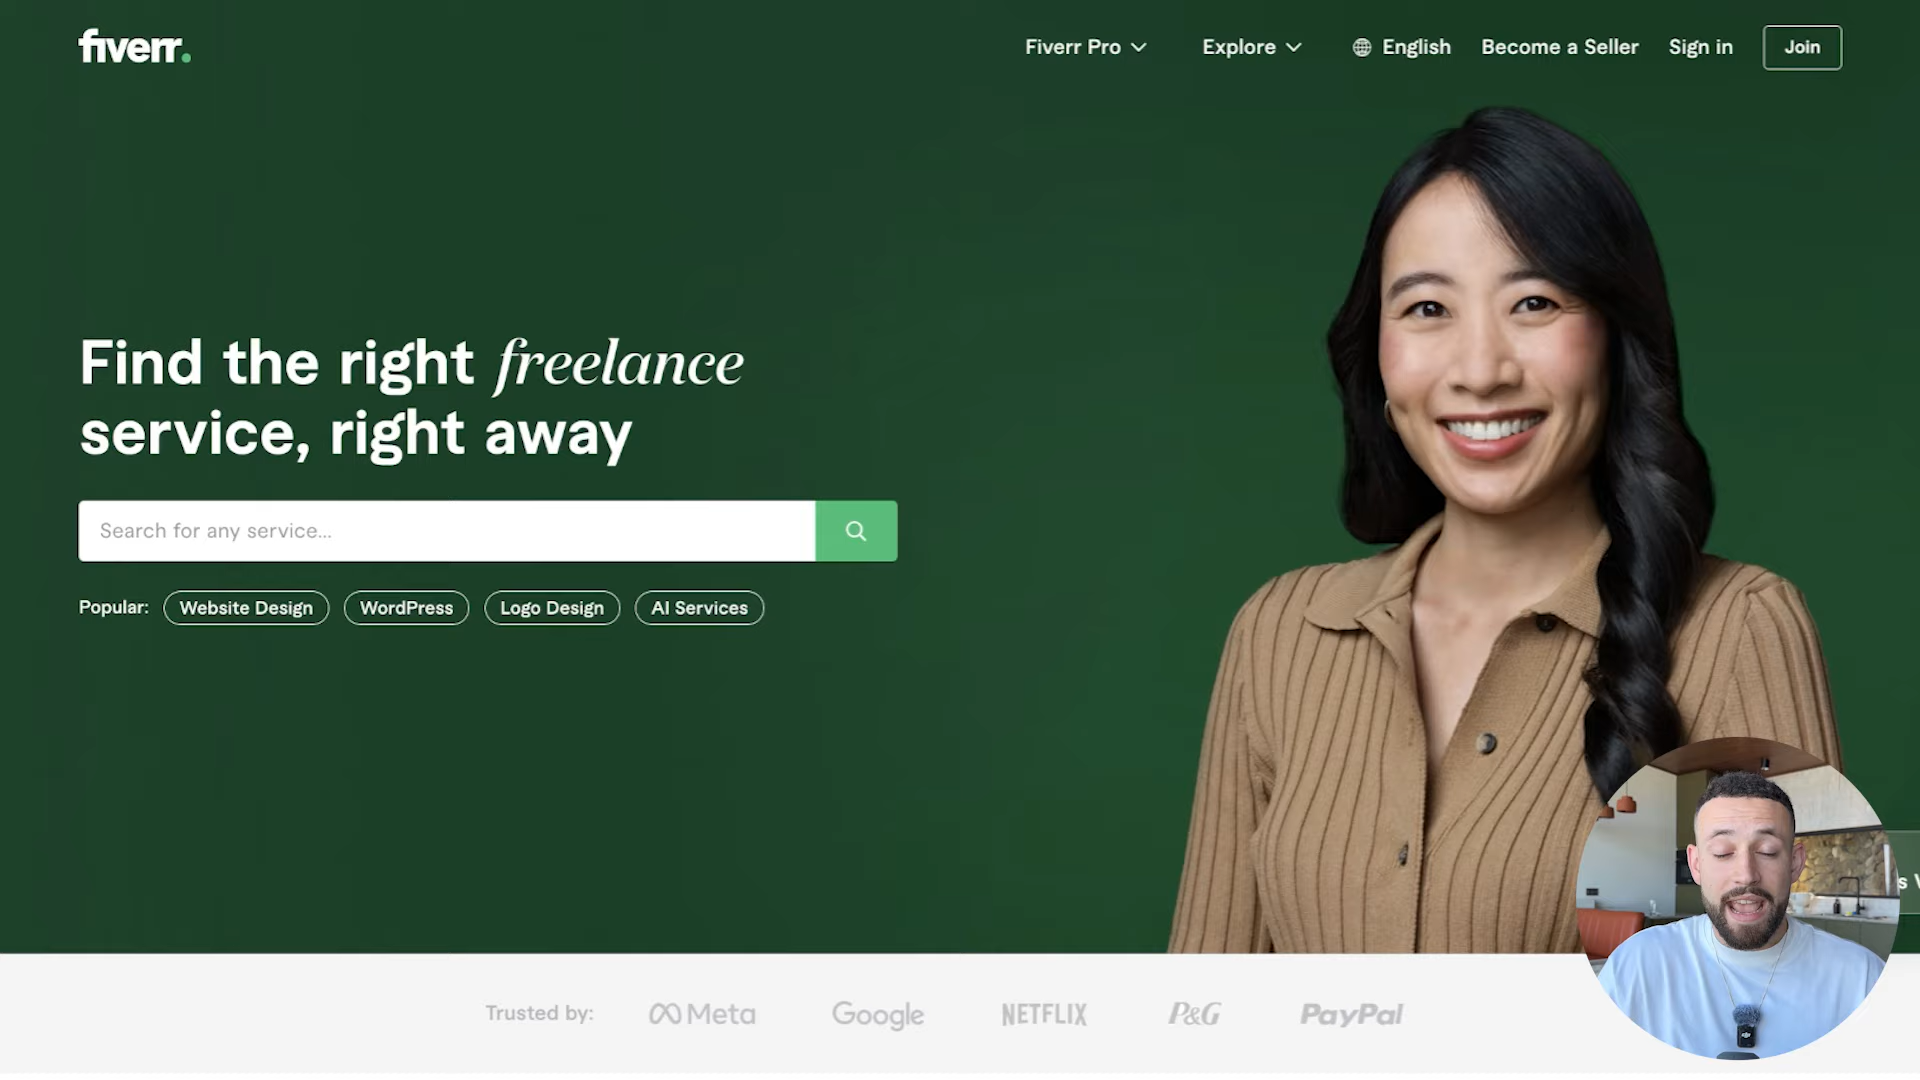 fiverr.
Fiverr Pro
Explore
English
Become a Seller
Sign in
Join
Find the right freelance
service, right away
Search for any service...
Popular:
Website Design
WordPress
Logo Design
AI Services
Trusted by:
Meta
Google
NETFLIX
P&G
PayPal